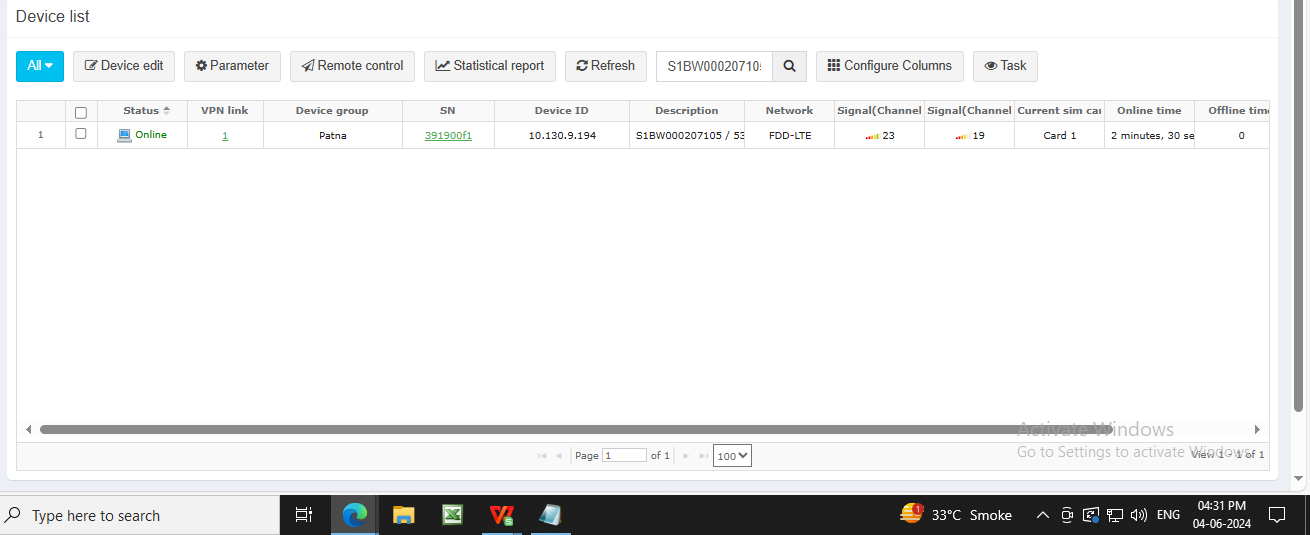 Device list
All
Device edit
Parameter
Remote control
Statistical report
Refresh
S1BW00020710
Configure Columns
Task
Status VPN link Device group SN Device ID Description Network Signal(Channel Signal(Channel Current sim car Online time Offline time
1 Online 1 Patna 391900f1 10.130.9.194 S1BW000207105 / 53 FDD-LTE 23 19 Card 1 2 minutes, 30 se 0
Activate Windows
Go to Settings to activate Windows.
Page 1 of 1 100 View 1 - 1 of 1
Type here to search
1 33°C Smoke ENG
04:31 PM
04-06-2024